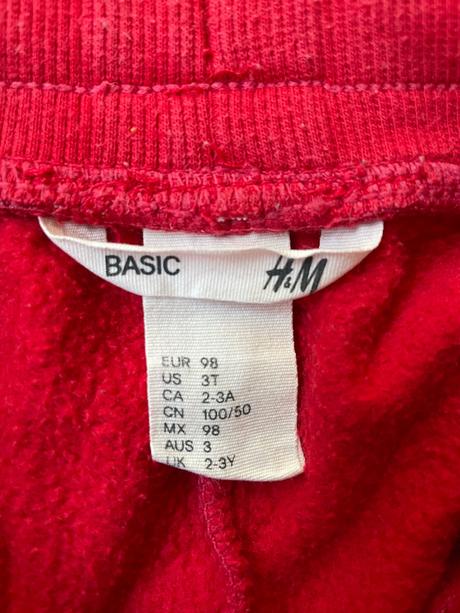 BASIC H&M
EUR 98
US 3T
CA 2-3A
CN 100/50
MX 98
AUS 3
UK 2-3Y